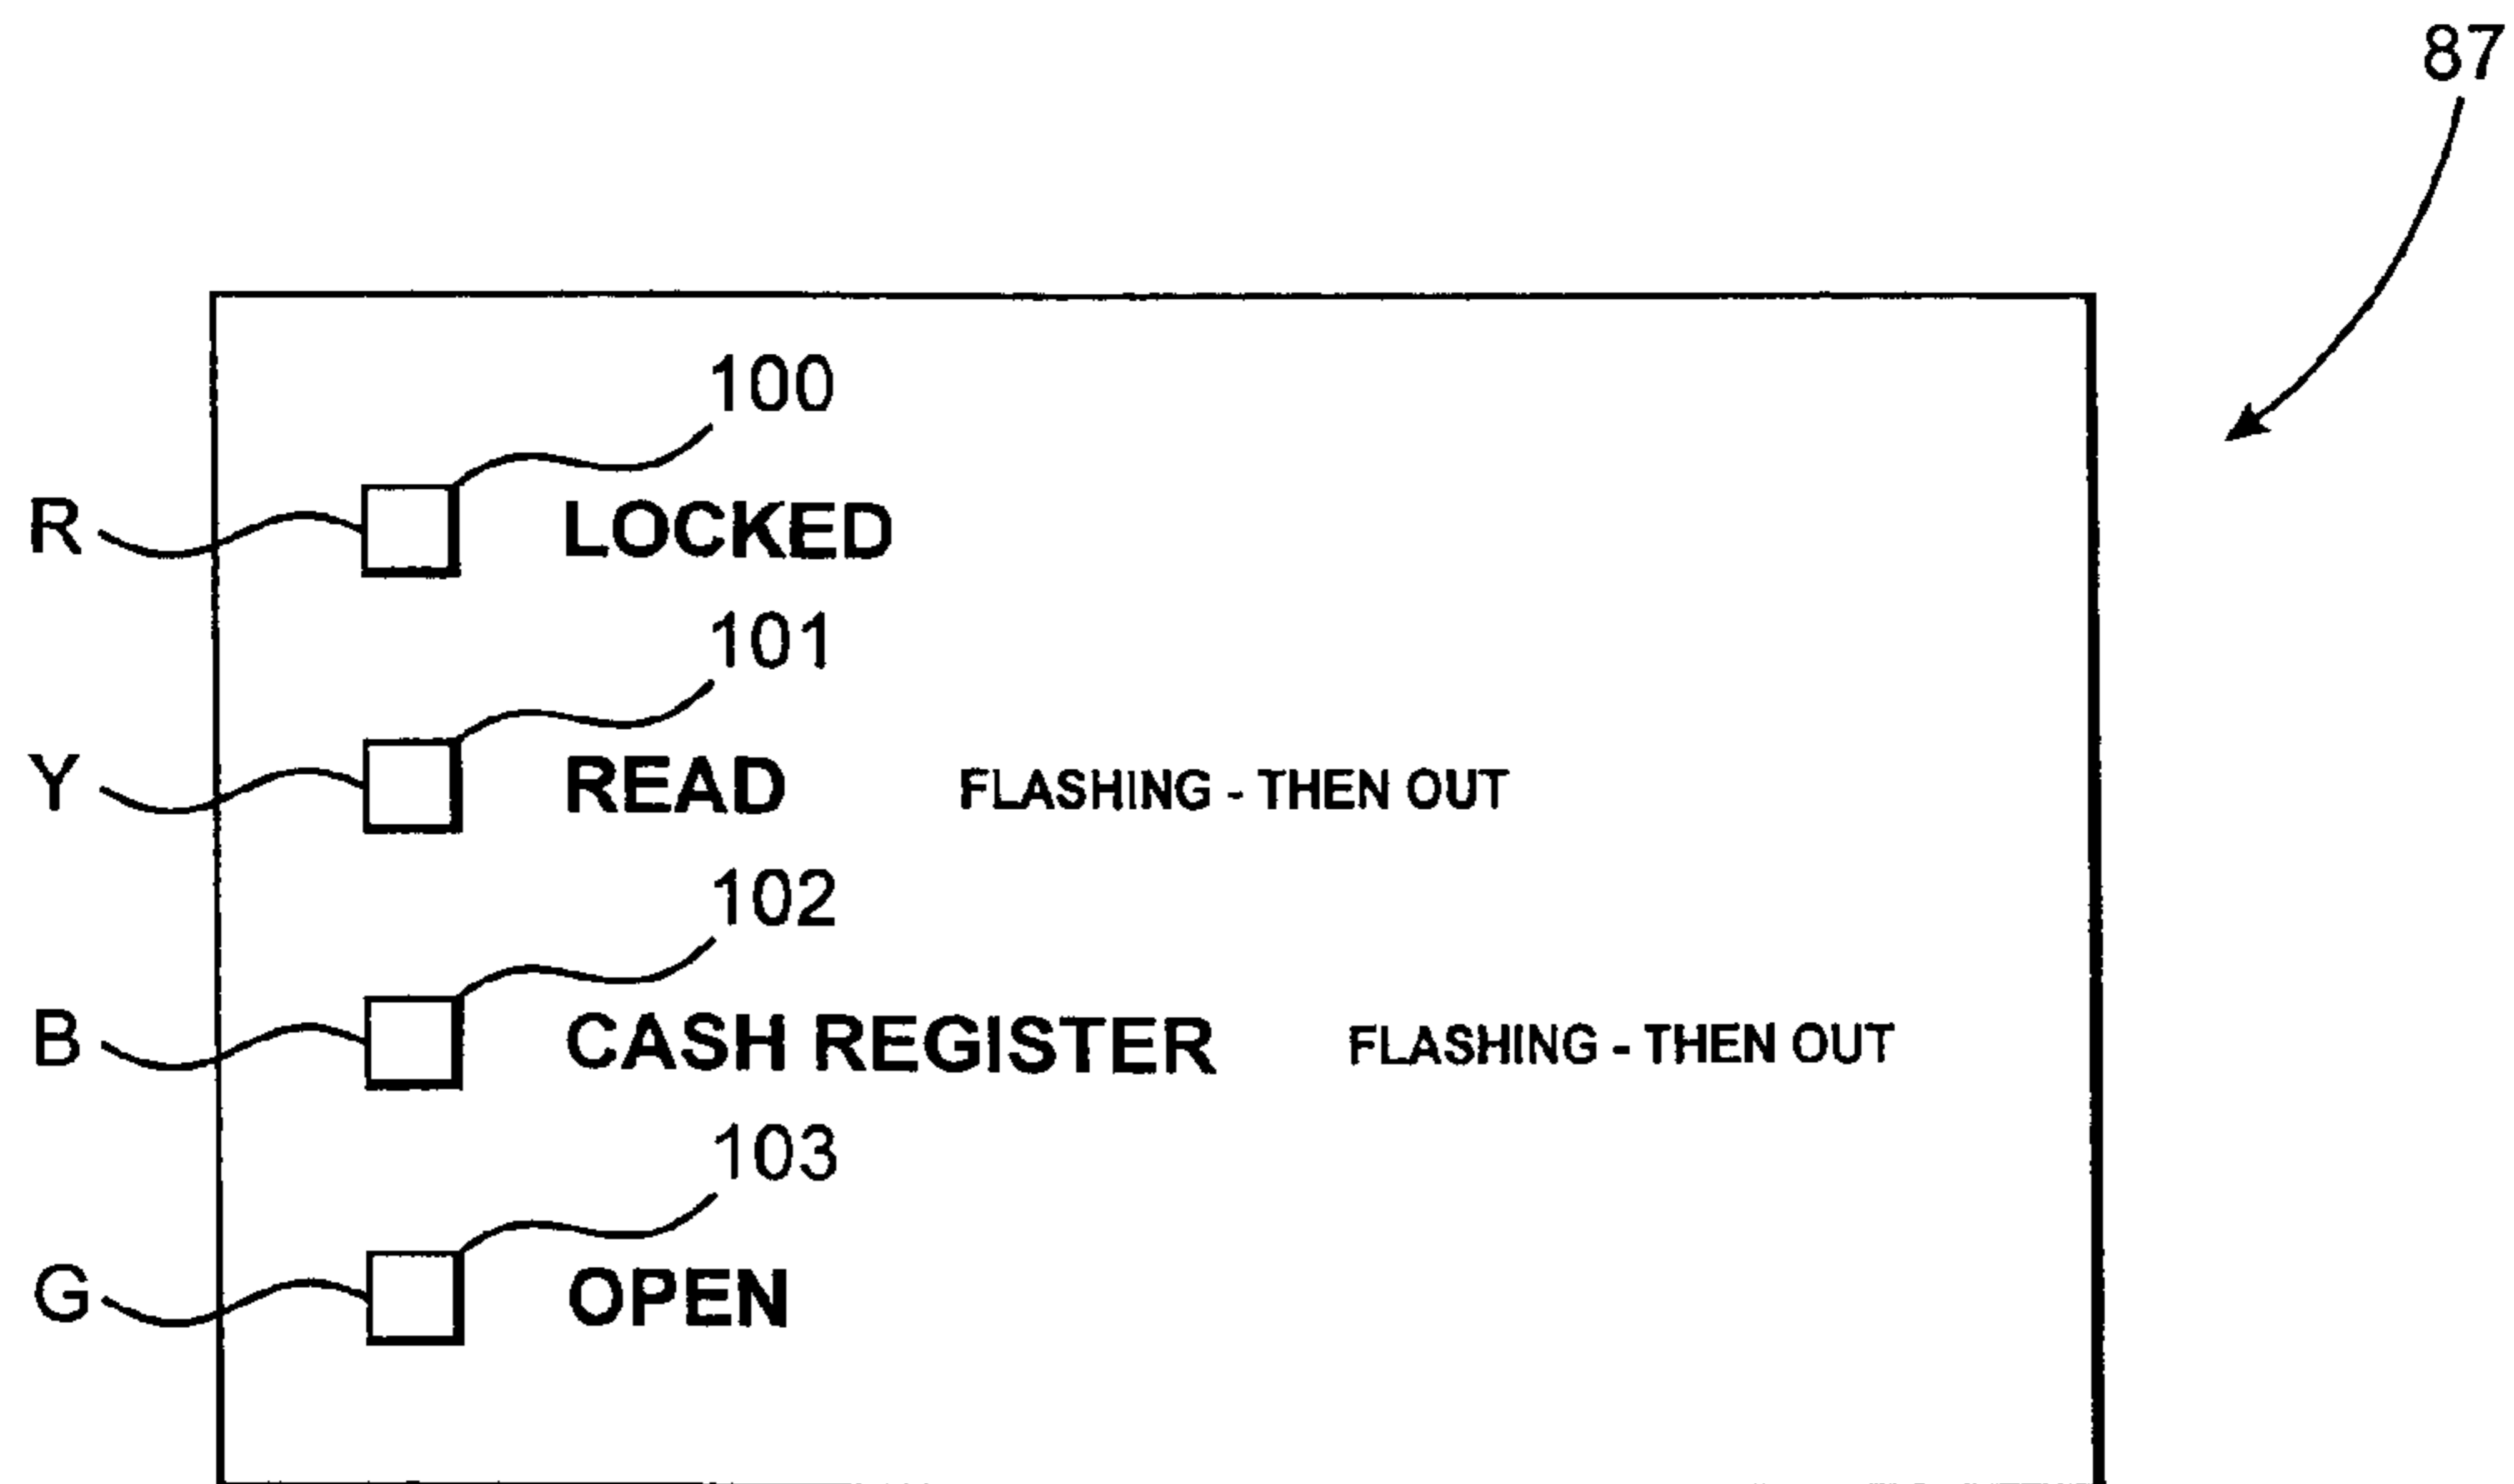 87
100
R LOCKED
101
Y READ FLASHING - THEN OUT
102
B CASH REGISTER FLASHING - THEN OUT
103
G OPEN